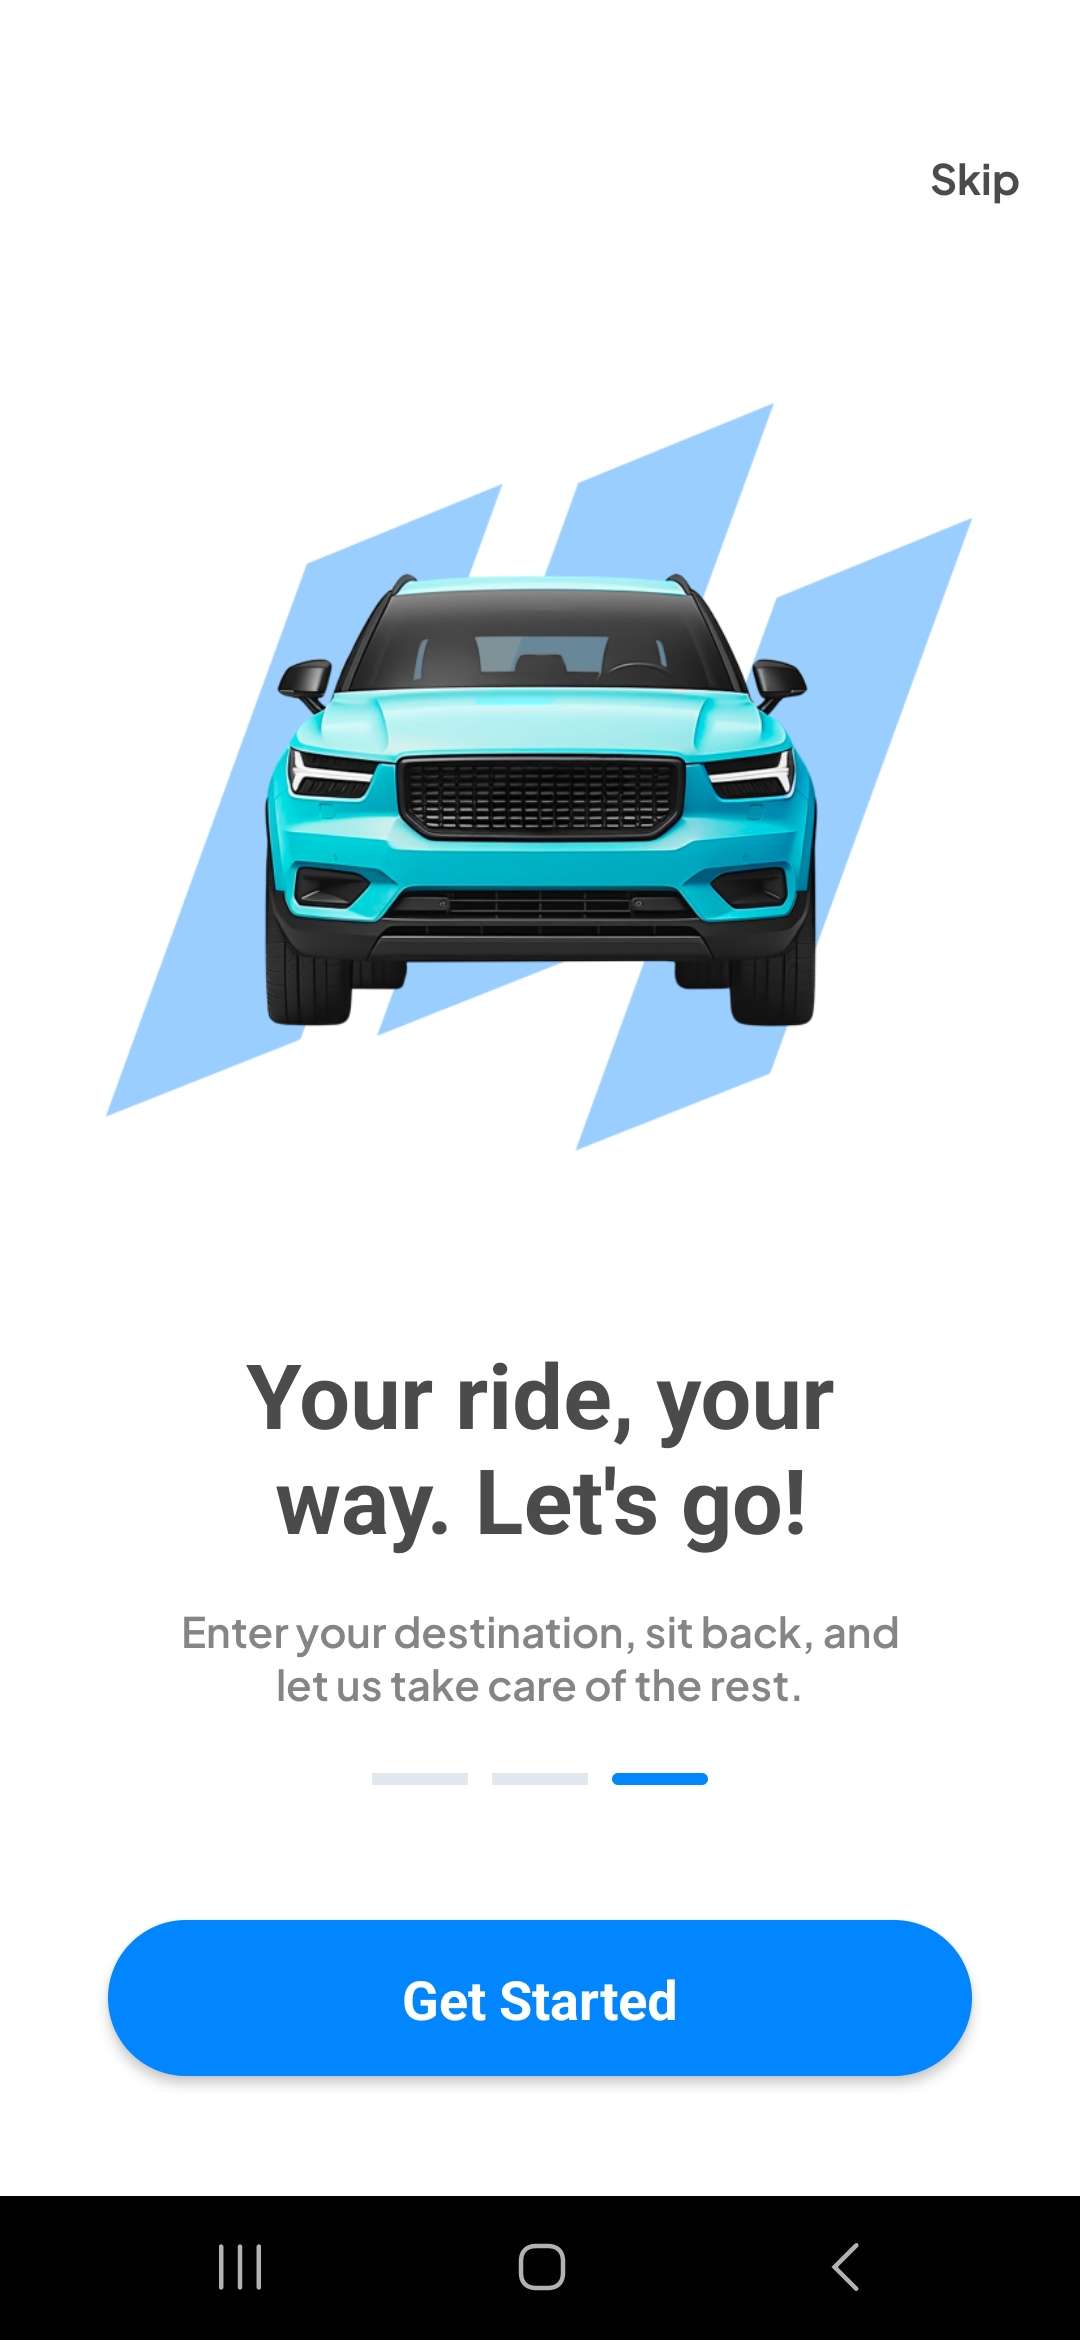 Skip
Your ride, your
way. Let's go!
Enter your destination, sit back, and
let us take care of the rest.
Get Started